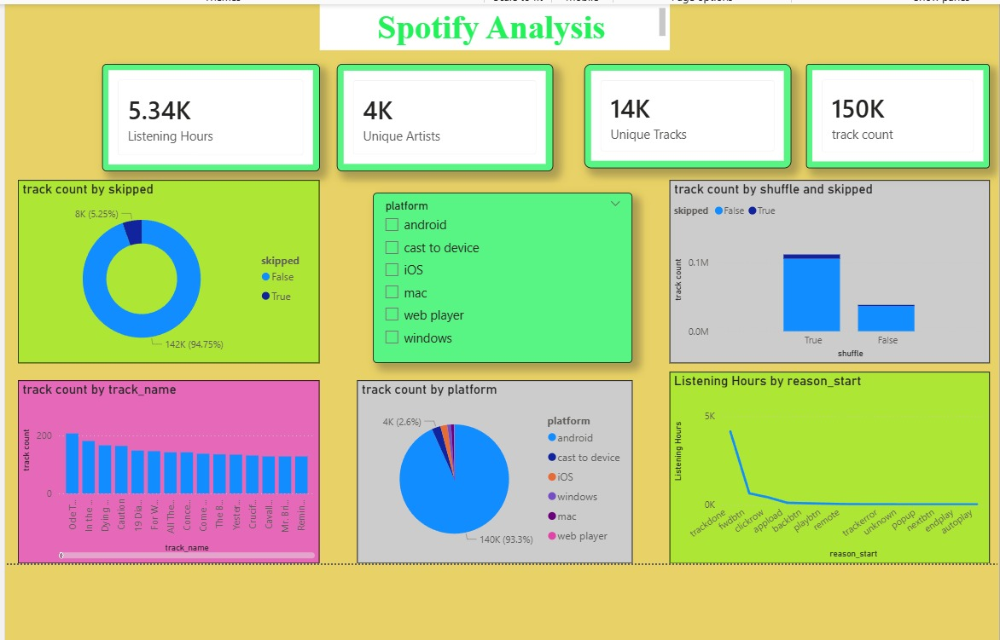 Spotify Analysis
5.34K
Listening Hours
4K
Unique Artists
14K
Unique Tracks
150K
track count
track count by skipped
8K (5.25%)
142K (94.75%)
skipped
False
True
platform
android
cast to device
iOS
mac
web player
windows
track count by shuffle and skipped
skipped False True
track count
0.1M
0.0M
True False
shuffle
track count by track_name
track count
200
0
Ode T...
In the ...
Dying ...
Caution
19 Dia...
For W...
All The...
Conce...
Come ...
The B...
Yester...
Crucif...
Cavall...
Mr. Bri...
Remin...
track_name
track count by platform
4K (2.6%)
140K (93.3%)
platform
android
cast to device
iOS
windows
mac
web player
Listening Hours by reason_start
Listening Hours
5K
0K
trackdone
fwdbtn
clickrow
appload
backbtn
playbtn
remote
trackerror
unknown
popup
nextbtn
endplay
autoplay
reason_start